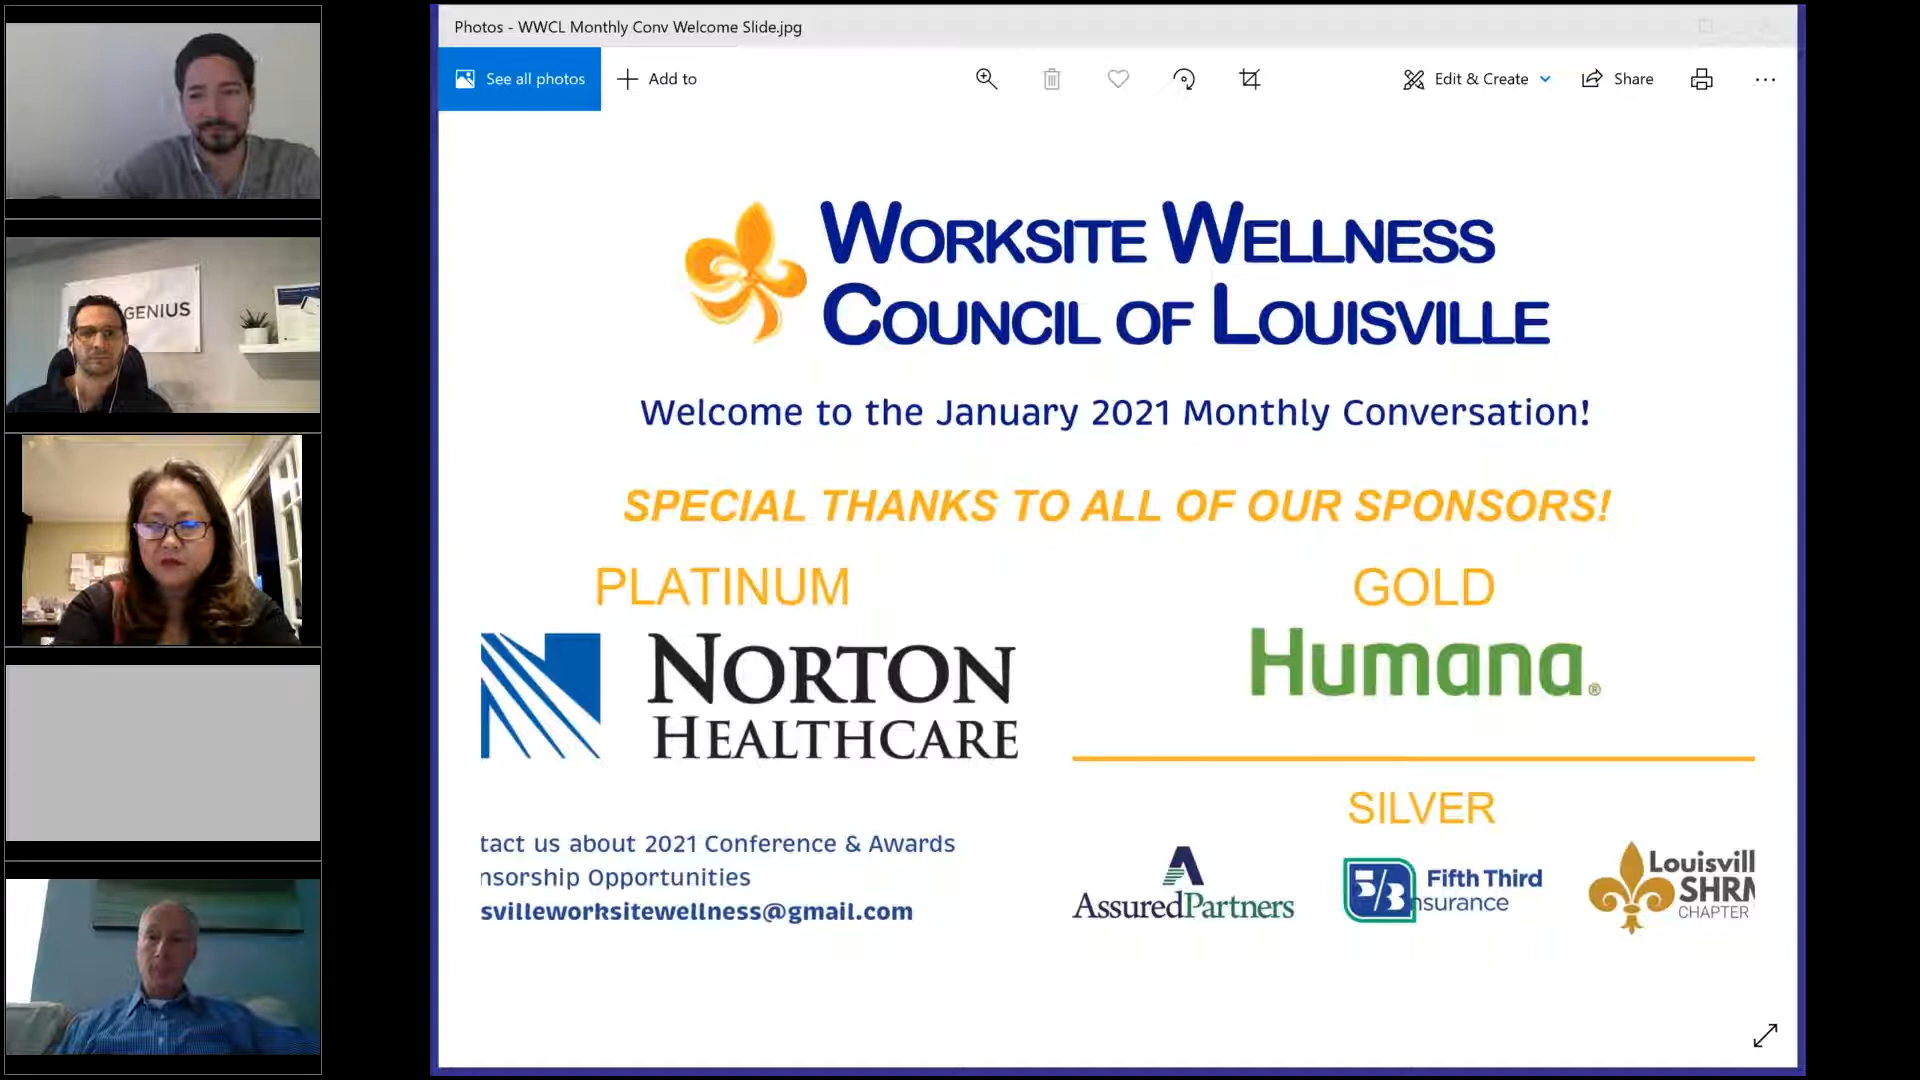 Photos - WWCL Monthly Conv Welcome Slide.jpg
See all photos
Add to
Edit & Create
Share
GENIUS
WORKSITE WELLNESS
COUNCIL OF LOUISVILLE
Welcome to the January 2021 Monthly Conversation!
SPECIAL THANKS TO ALL OF OUR SPONSORS!
PLATINUM
GOLD
NORTON
HEALTHCARE
Humana®
SILVER
tact us about 2021 Conference & Awards
nsorship Opportunities
svilleworksitewellness@gmail.com
AssuredPartners
5/3
Fifth Third
nsurance
Louisvill
SHRM
CHAPTER